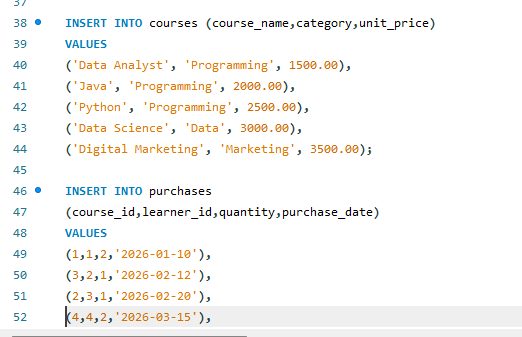 37
38 INSERT INTO courses (course_name,category,unit_price)
39 VALUES
40 ('Data Analyst', 'Programming', 1500.00),
41 ('Java', 'Programming', 2000.00),
42 ('Python', 'Programming', 2500.00),
43 ('Data Science', 'Data', 3000.00),
44 ('Digital Marketing', 'Marketing', 3500.00);
45
46 INSERT INTO purchases
47 (course_id,learner_id,quantity,purchase_date)
48 VALUES
49 (1,1,2,'2026-01-10'),
50 (3,2,1,'2026-02-12'),
51 (2,3,1,'2026-02-20'),
52 (4,4,2,'2026-03-15'),